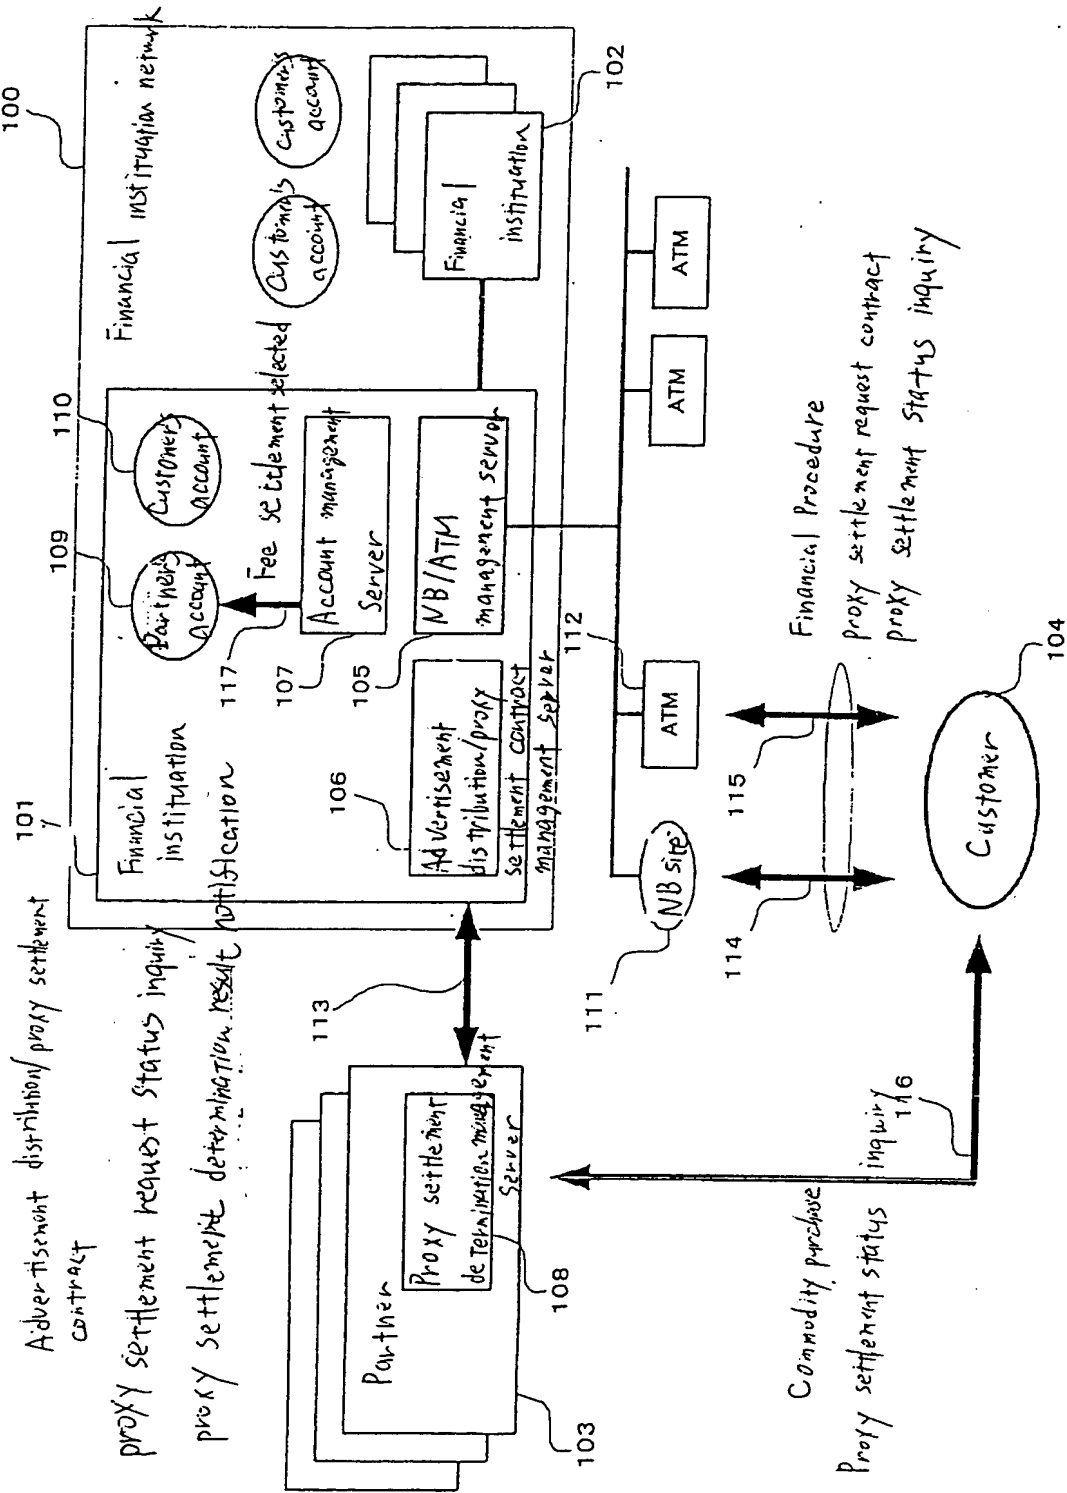 100
Financial instituation network
Customer's
account
Customer's
account
Financial
instituation
102
101
Financial
instituation
109
Partner's
account
110
Customer's
account
117
Fee settlement selected
107
Account management
Server
105
NB/ATM
management server
106
Advertisement
distribution/proxy
settlement contract
management server
Advertisement distribution/proxy settlement
contract
proxy settlement request status inquiry
proxy settlement determination result notification
113
Partner
Proxy settlement
determination management
Server
108
103
111
NB site
112
ATM
ATM
ATM
114
115
Financial Procedure
proxy settlement request contract
proxy settlement status inquiry
Customer
104
116
Commodity purchase
Proxy settlement status inquiry